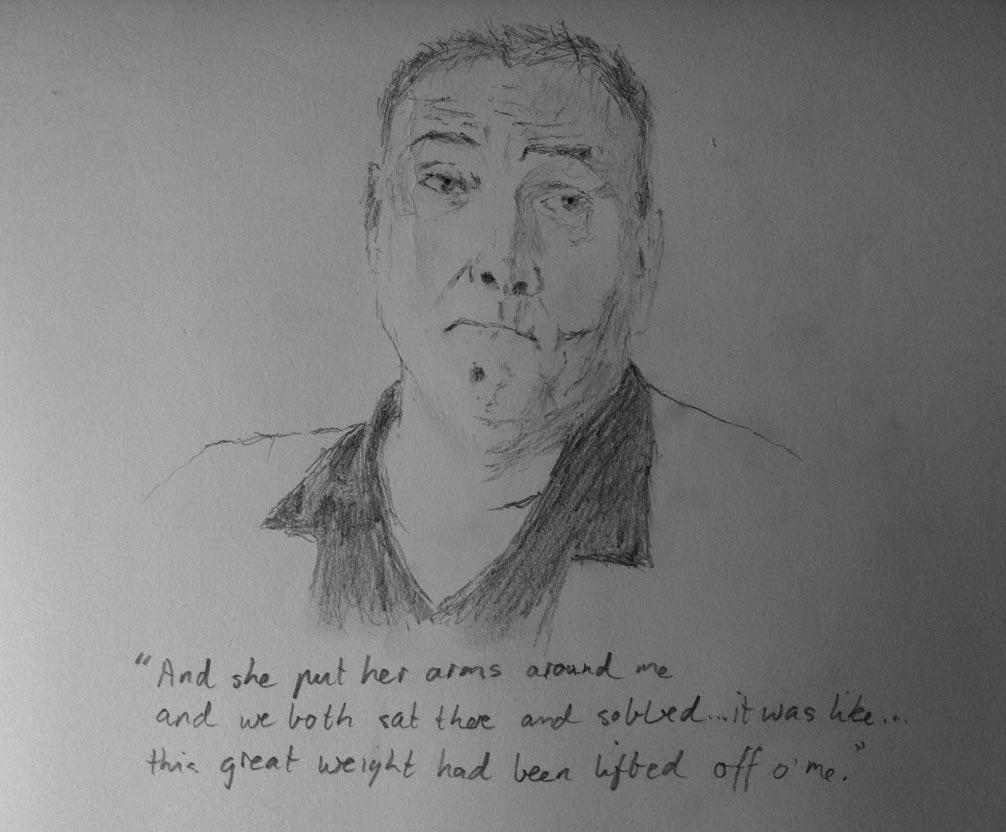 “And she put her arms around me
and we both sat there and sobbed...it was like...
this great weight had been lifted off o'me.”